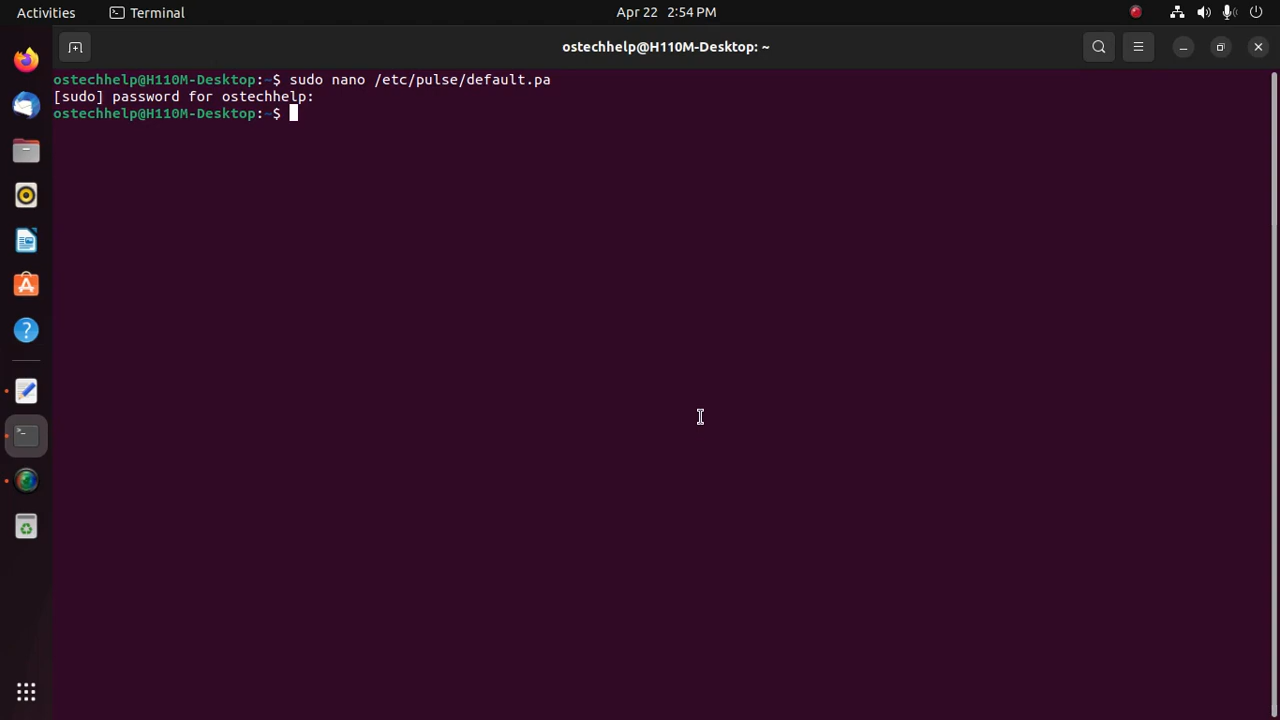 Activities
Terminal
Apr 22 2:54 PM
ostechhelp@H110M-Desktop: ~
ostechhelp@H110M-Desktop:~$ sudo nano /etc/pulse/default.pa
[sudo] password for ostechhelp:
ostechhelp@H110M-Desktop:~$